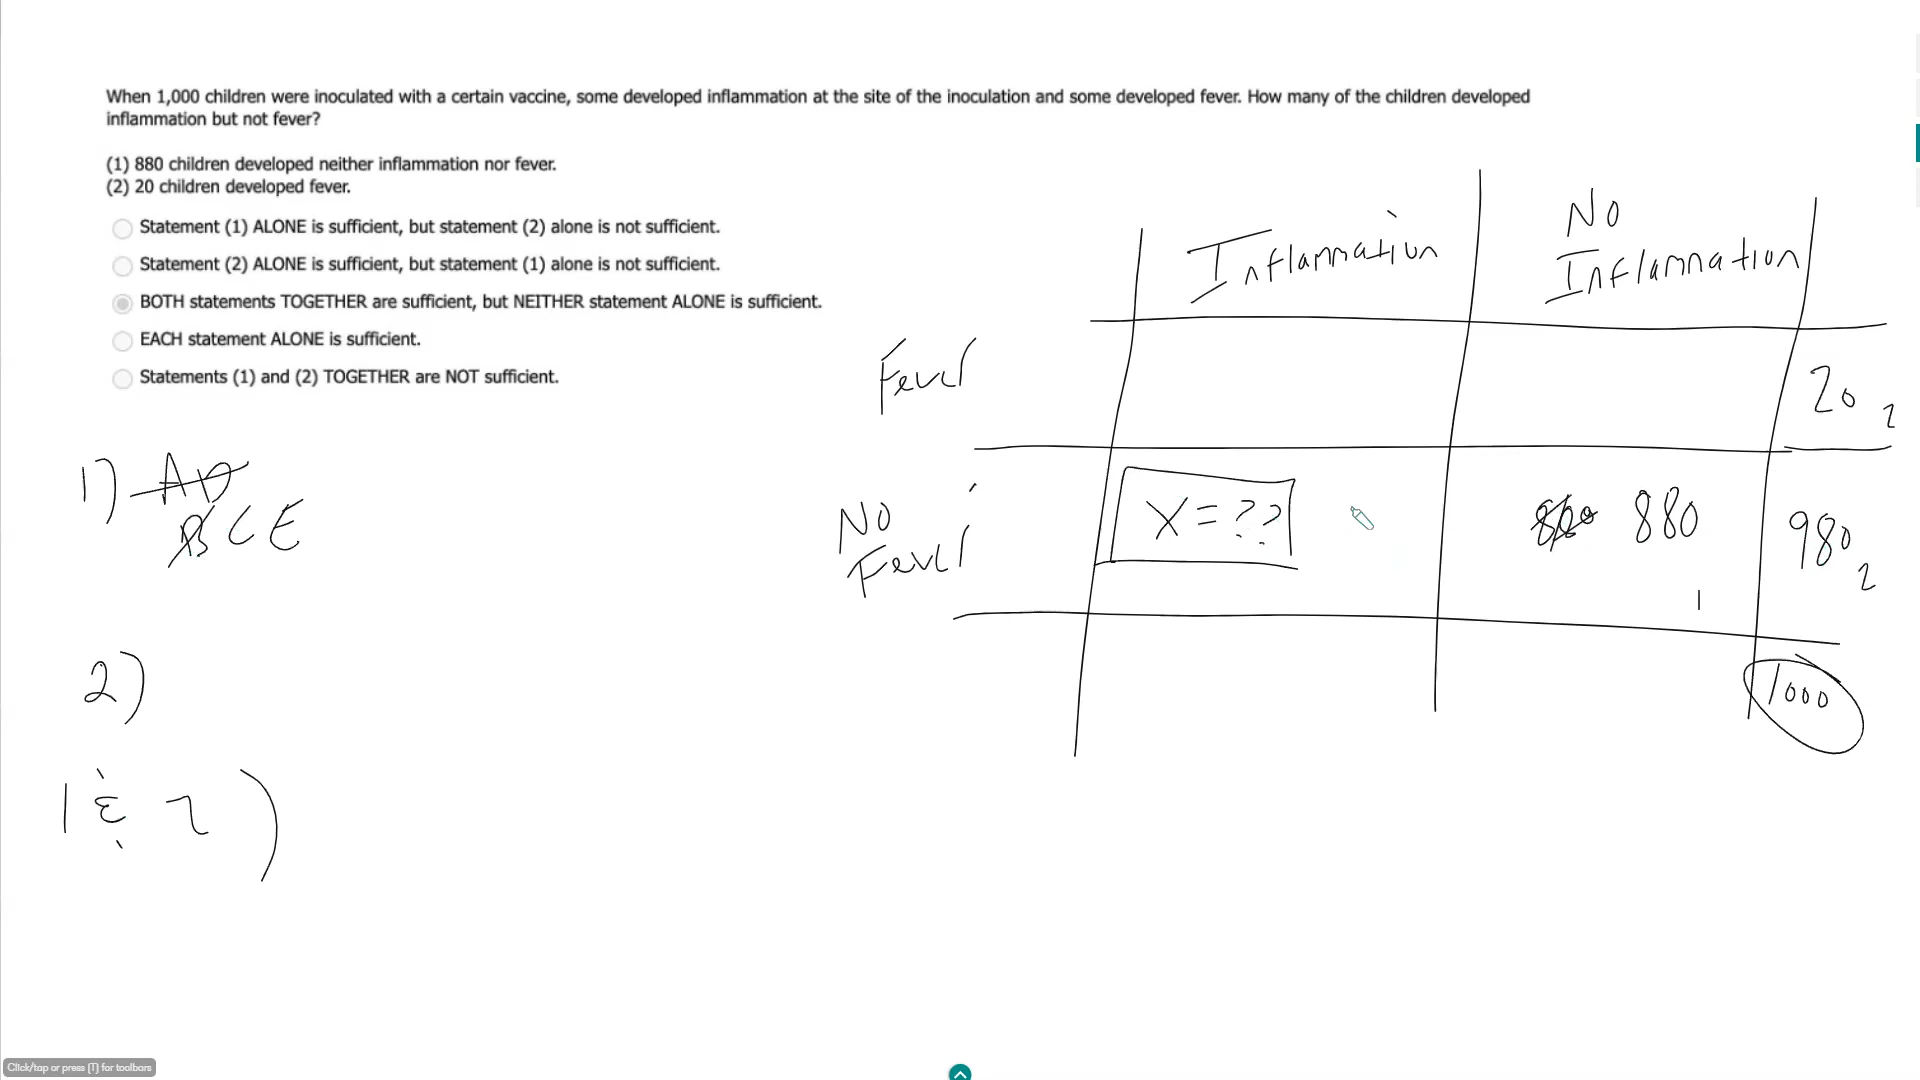 When 1,000 children were inoculated with a certain vaccine, some developed inflammation at the site of the inoculation and some developed fever. How many of the children developed
inflammation but not fever?
(1) 880 children developed neither inflammation nor fever.
(2) 20 children developed fever.
Statement (1) ALONE is sufficient, but statement (2) alone is not sufficient.
Statement (2) ALONE is sufficient, but statement (1) alone is not sufficient.
BOTH statements TOGETHER are sufficient, but NEITHER statement ALONE is sufficient.
EACH statement ALONE is sufficient.
Statements (1) and (2) TOGETHER are NOT sufficient.
Inflammation
No
Inflamnation
Fever
20 2
No
Fever
X = ??
880
1
980 2
1000
1) AD
BCE
2)
1 & 2)
Click/tap or press [T] for toolbars